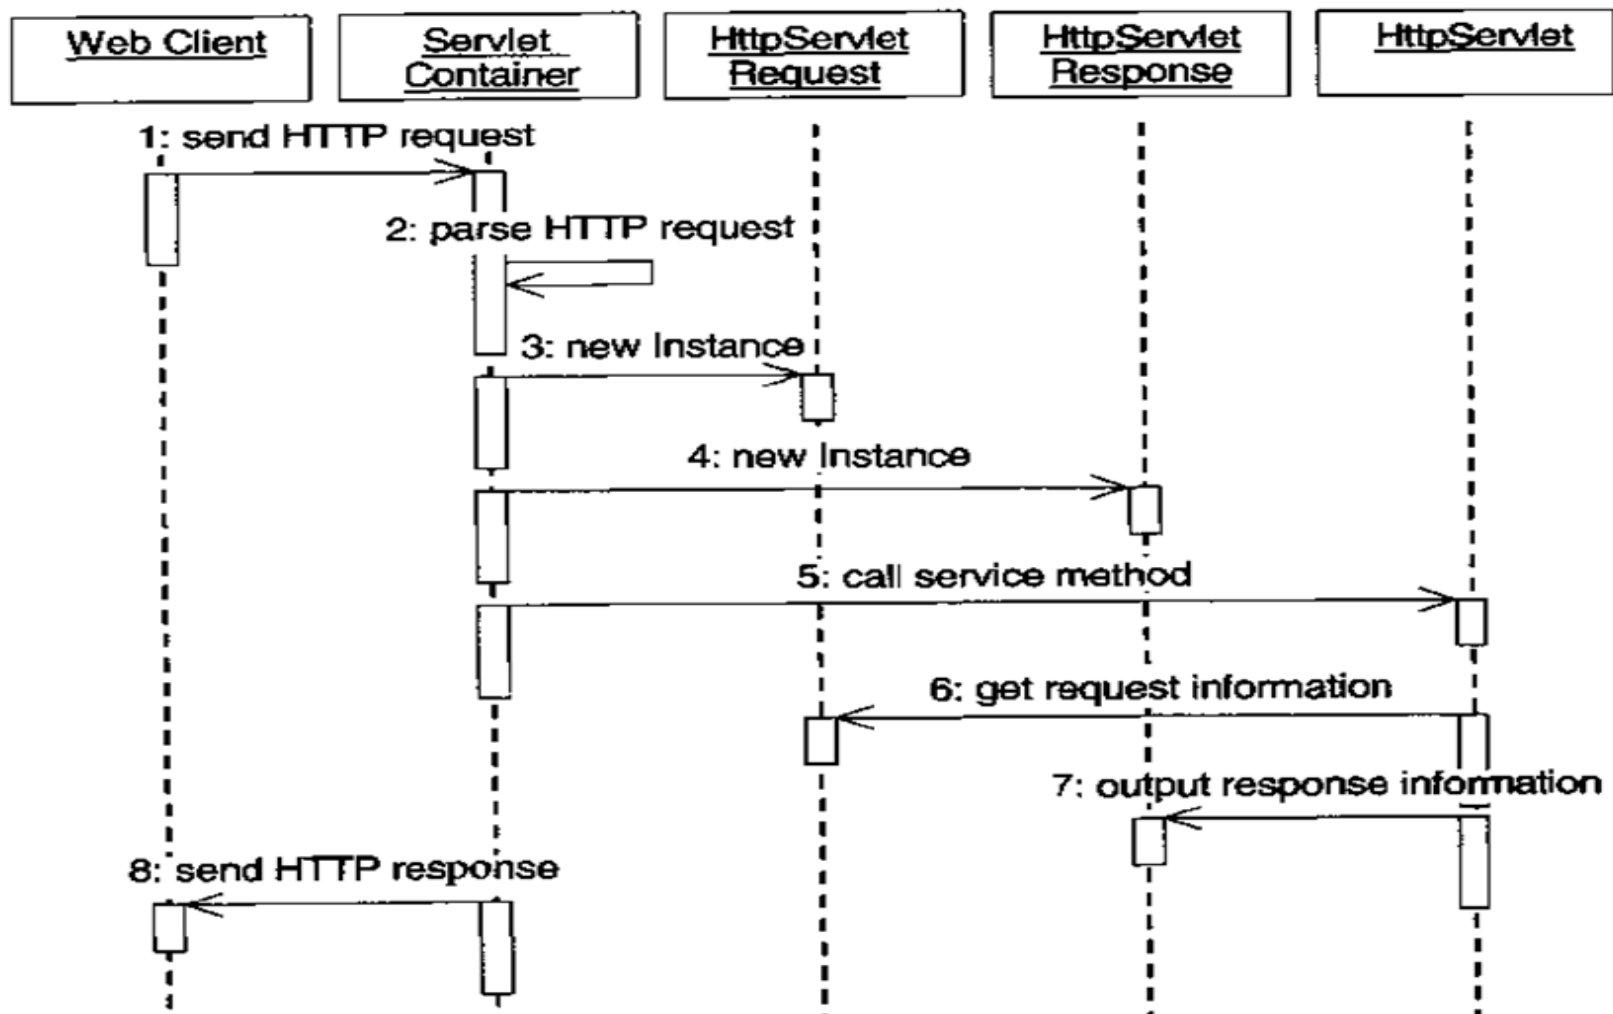 Web Client
Servlet
Container
HttpServlet
Request
HttpServlet
Response
HttpServlet
1: send HTTP request
2: parse HTTP request
3: new Instance
4: new Instance
5: call service method
6: get request information
7: output response information
8: send HTTP response